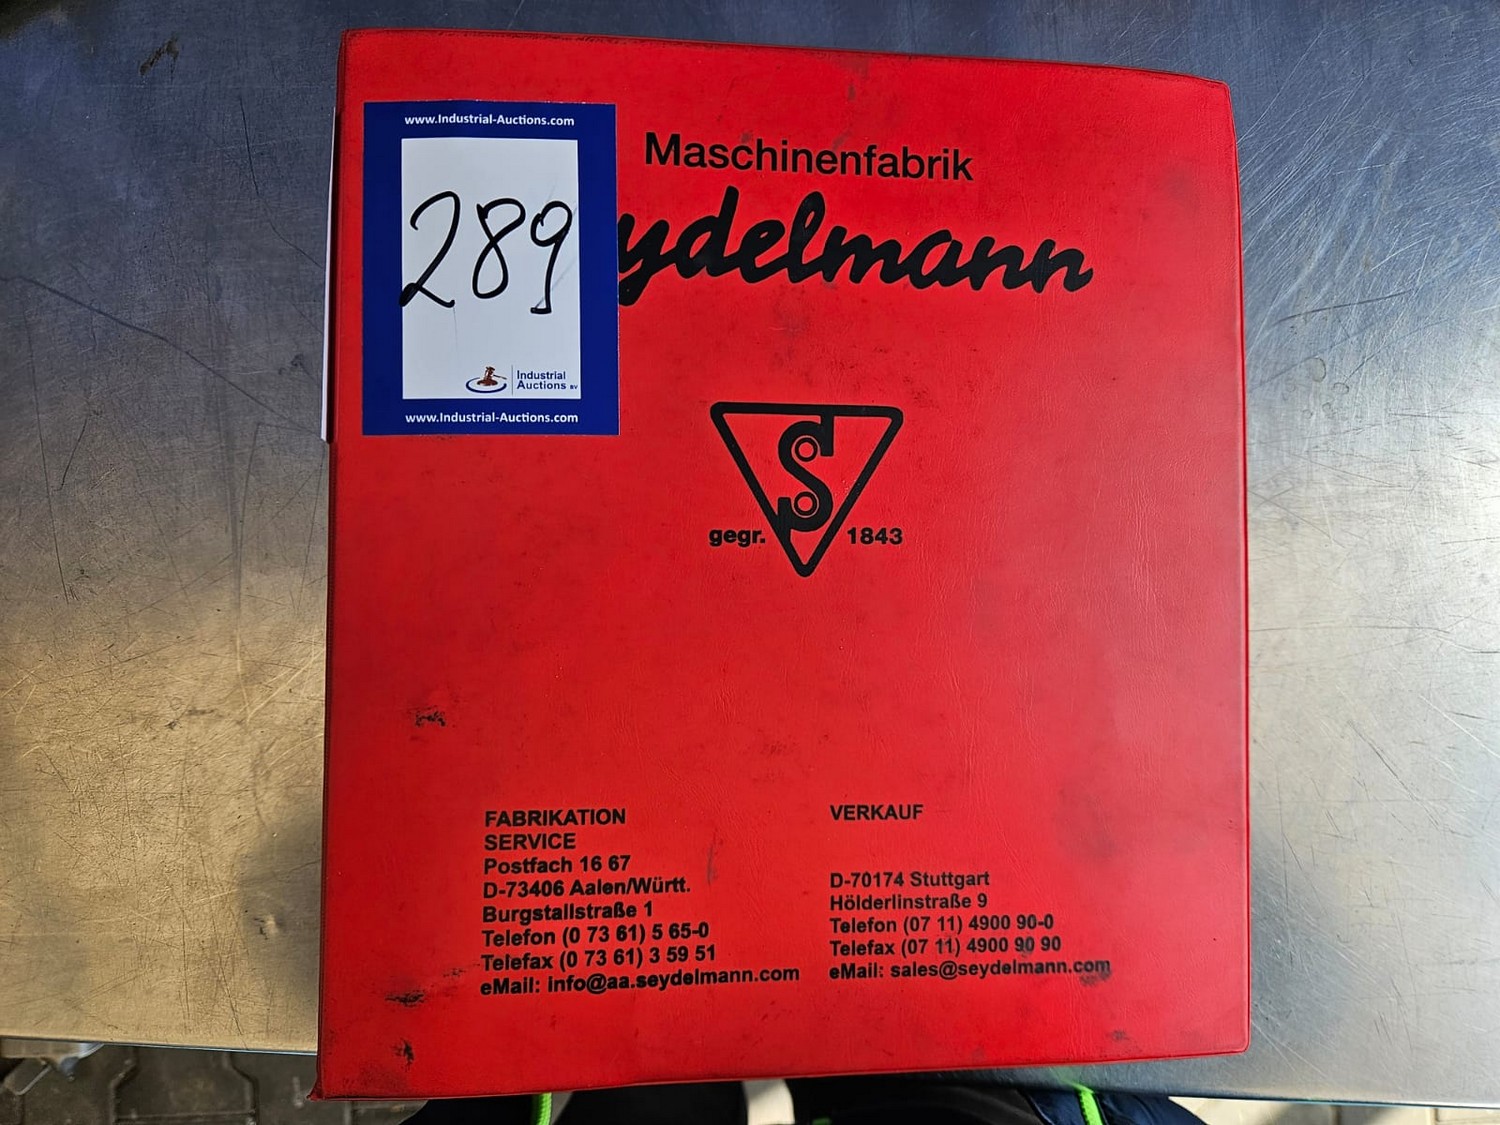 www.Industrial-Auctions.com
289
Industrial
Auctions BV
www.Industrial-Auctions.com
Maschinenfabrik
ydelmann
S
gegr. 1843
FABRIKATION
SERVICE
Postfach 16 67
D-73406 Aalen/Württ.
Burgstallstraße 1
Telefon (0 73 61) 5 65-0
Telefax (0 73 61) 3 59 51
eMail: info@aa.seydelmann.com
VERKAUF
D-70174 Stuttgart
Hölderlinstraße 9
Telefon (07 11) 4900 90-0
Telefax (07 11) 4900 90 90
eMail: sales@seydelmann.com